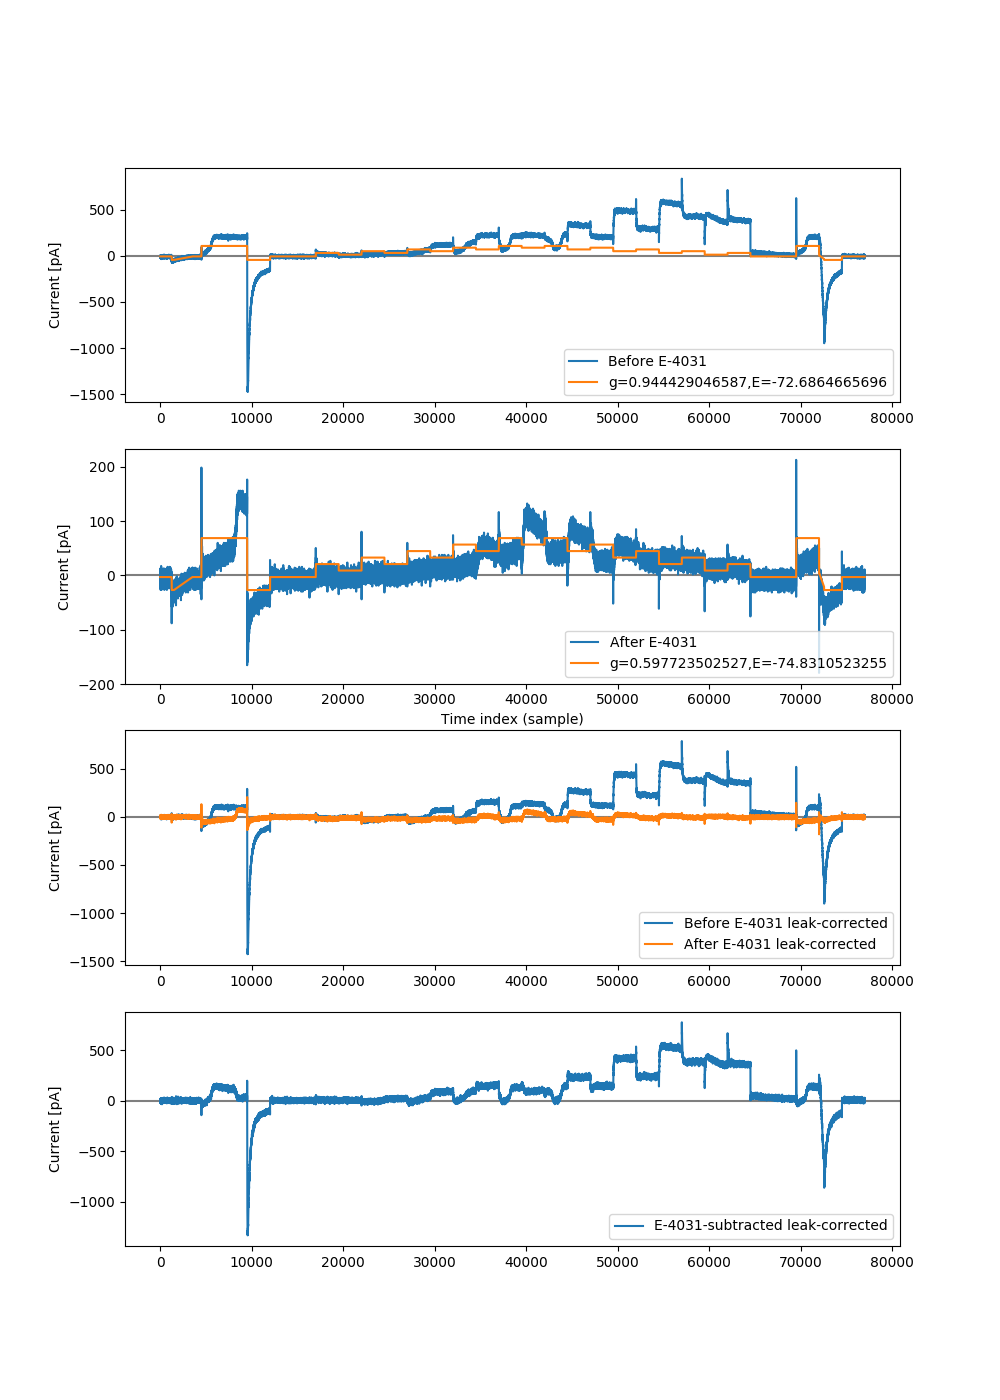 500
0
−500
−1000
−1500
Current [pA]
Before E-4031
g=0.944429046587,E=-72.6864665696
0 10000 20000 30000 40000 50000 60000 70000 80000
200
100
0
−100
−200
Current [pA]
After E-4031
g=0.597723502527,E=-74.8310523255
0 10000 20000 30000 40000 50000 60000 70000 80000
Time index (sample)
500
0
−500
−1000
−1500
Current [pA]
Before E-4031 leak-corrected
After E-4031 leak-corrected
0 10000 20000 30000 40000 50000 60000 70000 80000
500
0
−500
−1000
Current [pA]
E-4031-subtracted leak-corrected
0 10000 20000 30000 40000 50000 60000 70000 80000